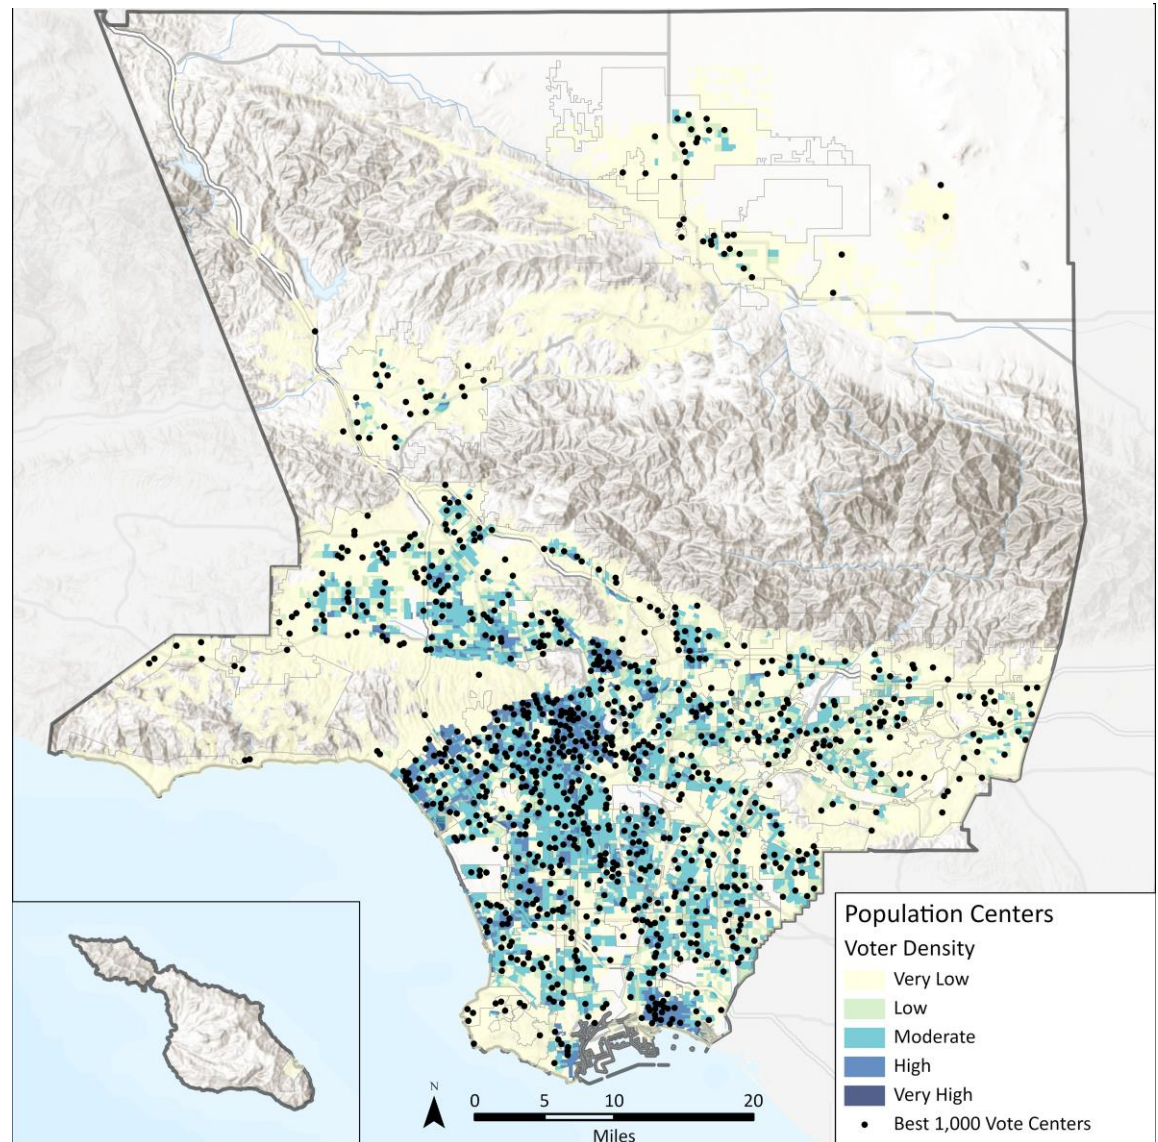 Population Centers
Voter Density
Very Low
Low
Moderate
High
Very High
Best 1,000 Vote Centers
N
0 5 10 20
Miles